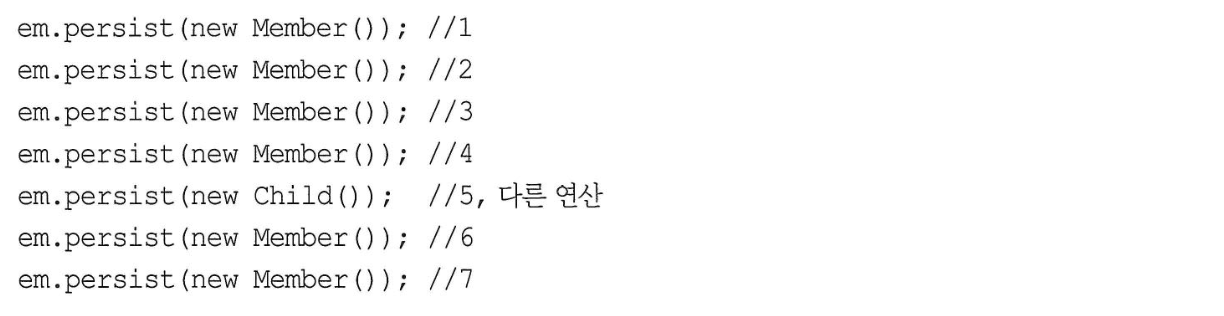 em.persist(new Member()); //1
em.persist(new Member()); //2
em.persist(new Member()); //3
em.persist(new Member()); //4
em.persist(new Child());  //5, 다른 연산
em.persist(new Member()); //6
em.persist(new Member()); //7